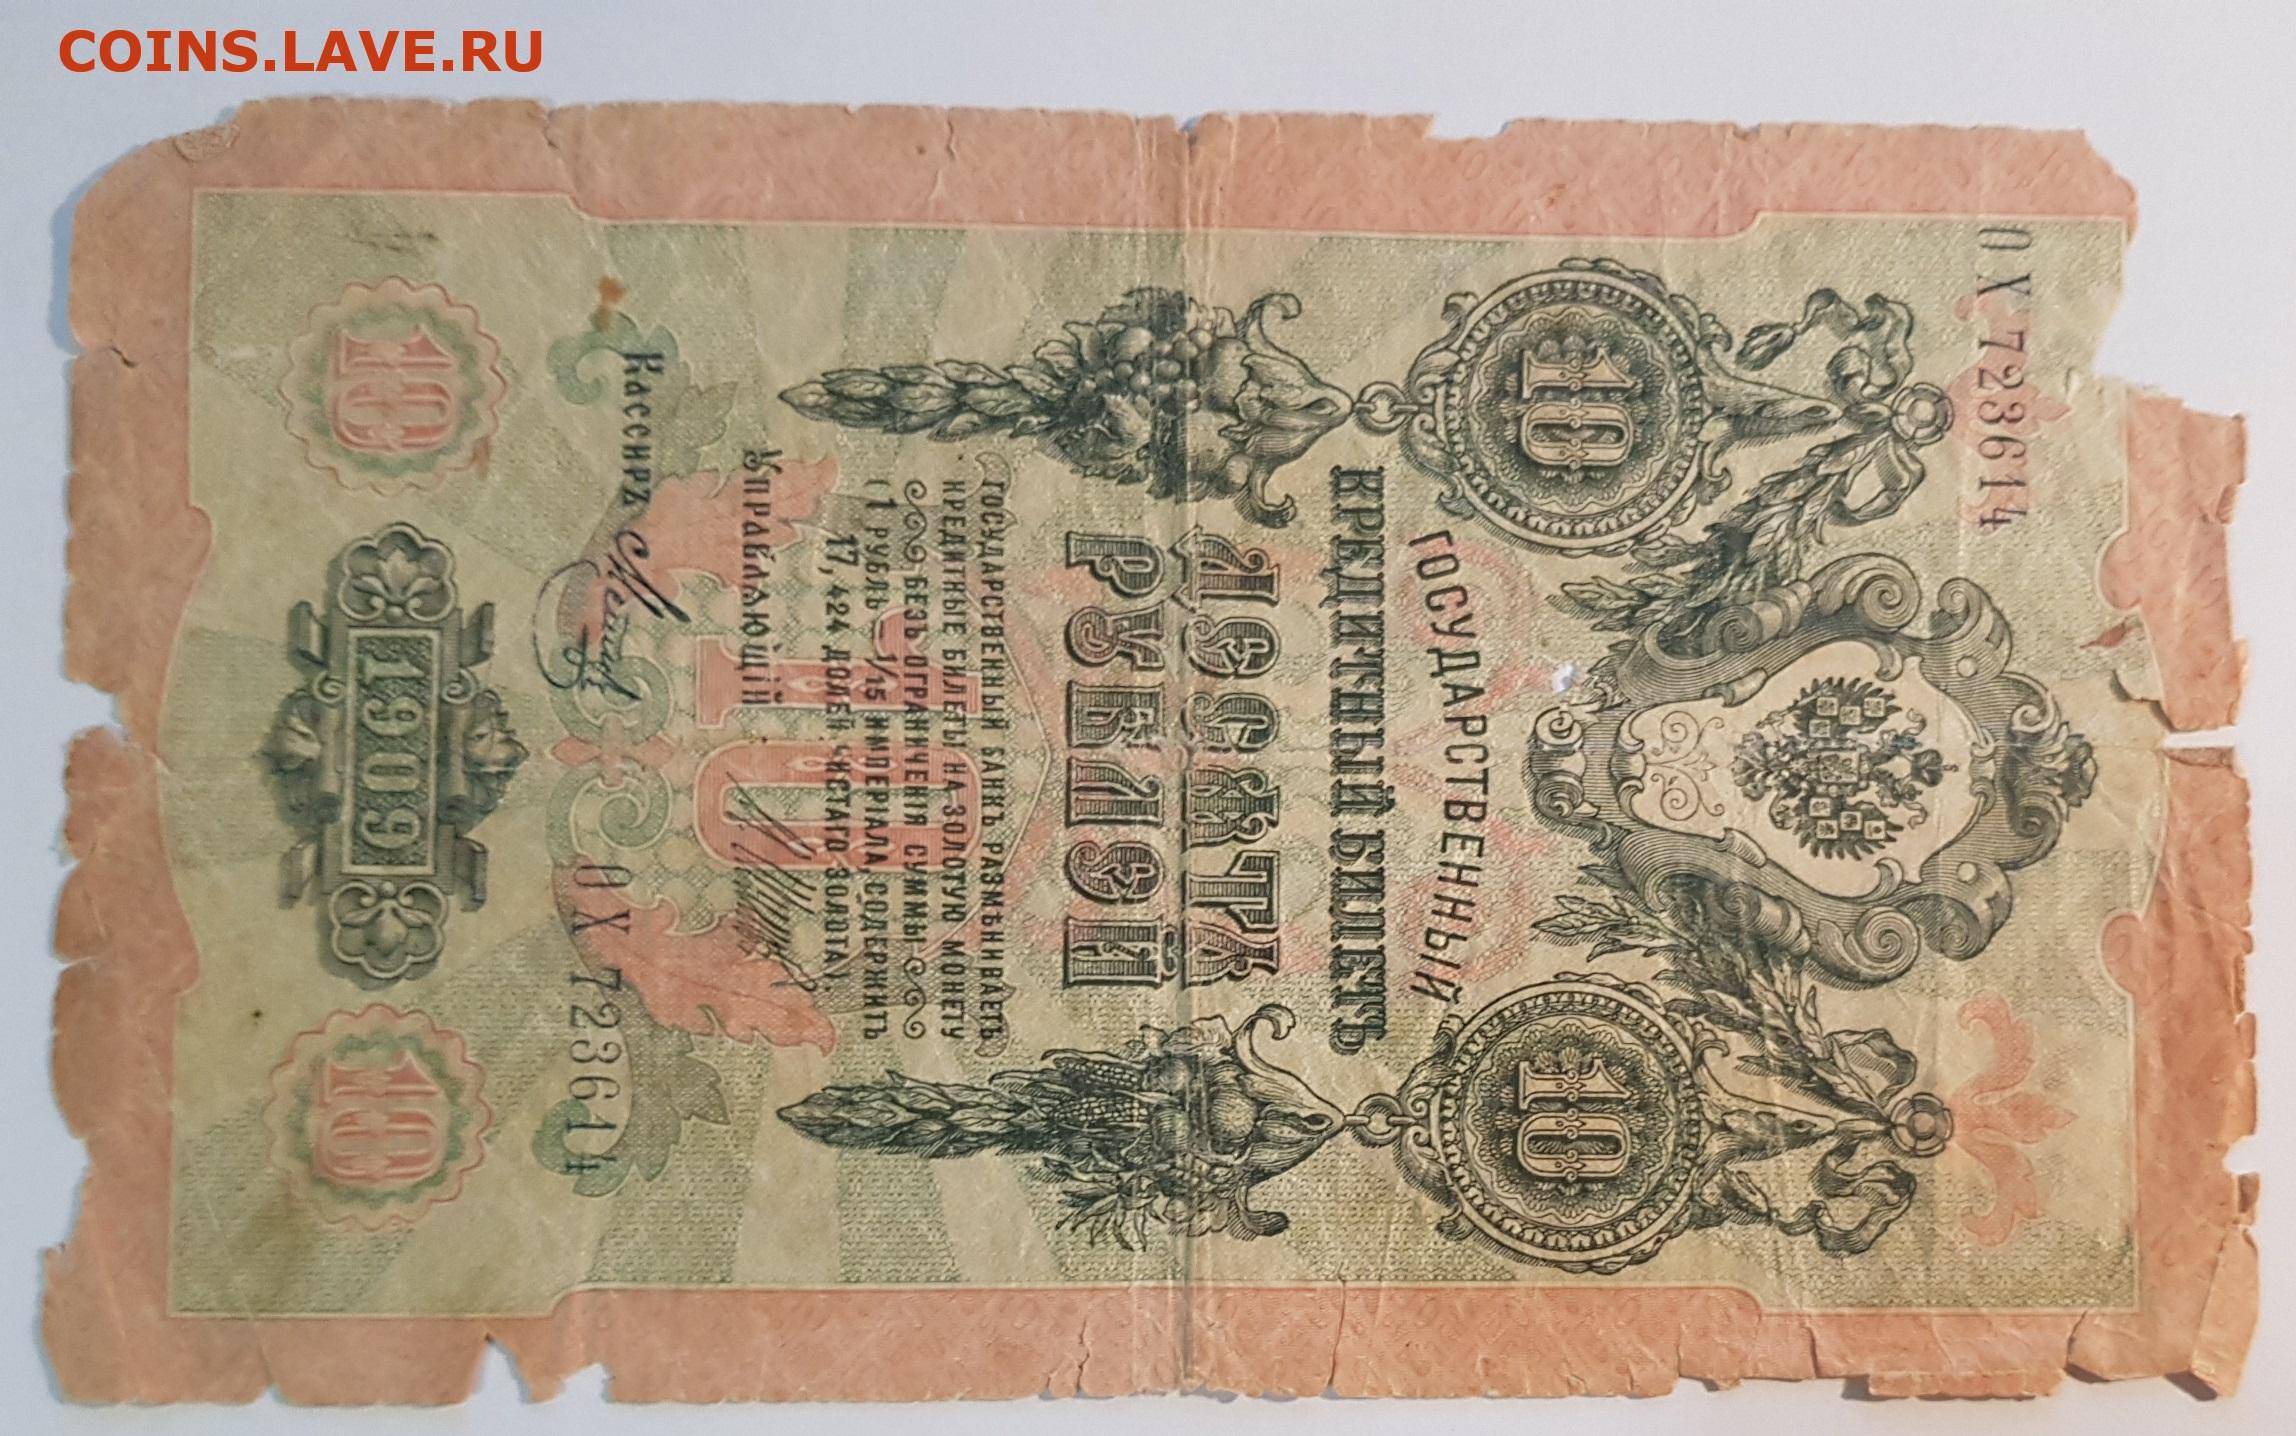 COINS.LAVE.RU
ОХ 723614
10
10
ГОСУДАРСТВЕННЫЙ
КРЕДИТНЫЙ БИЛЕТЪ
ДЕСЯТЬ
РУБЛЕЙ
ГОСУДАРСТВЕННЫЙ БАНКЪ РАЗМѢНИВАЕТЪ
КРЕДИТНЫЕ БИЛЕТЫ НА ЗОЛОТУЮ МОНЕТУ
БЕЗЪ ОГРАНИЧЕНІЯ СУММЫ
(1 РУБЛЬ = 1/15 ИМПЕРІАЛА, СОДЕРЖИТЪ
17,424 ДОЛЕЙ ЧИСТАГО ЗОЛОТА).
10
Управляющій
Кассиръ
ОХ 723614
10
1909
10